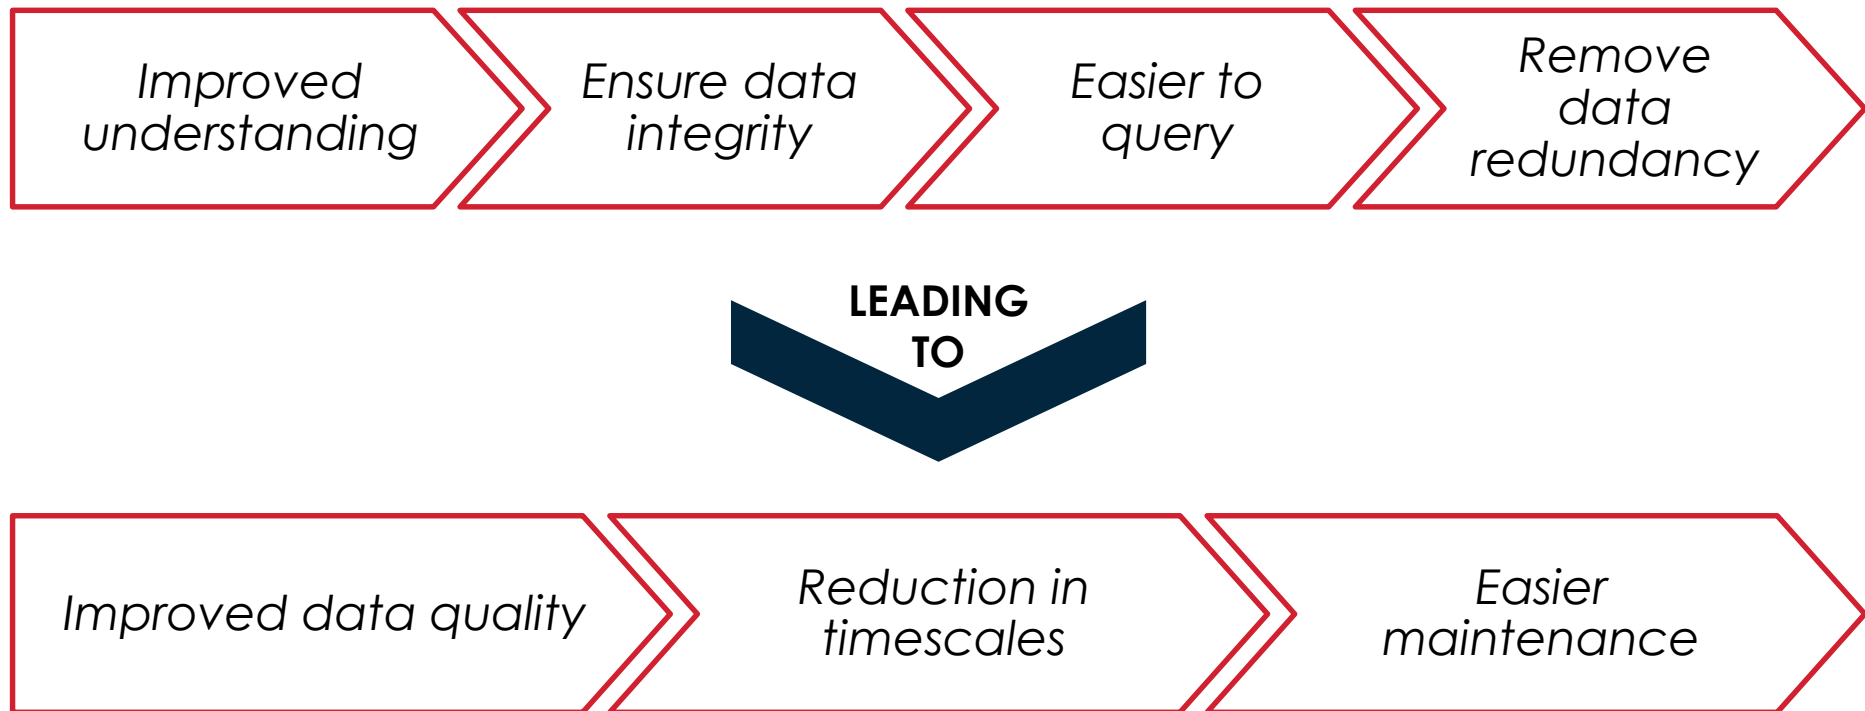 Improved
understanding
Ensure data
integrity
Easier to
query
Remove
data
redundancy
LEADING
TO
Improved data quality
Reduction in
timescales
Easier
maintenance